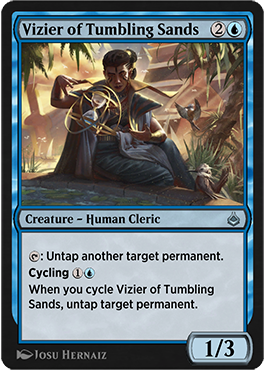 Vizier of Tumbling Sands 2
Creature – Human Cleric
: Untap another target permanent.
Cycling 1
When you cycle Vizier of Tumbling
Sands, untap target permanent.
1/3
Josu Hernaiz